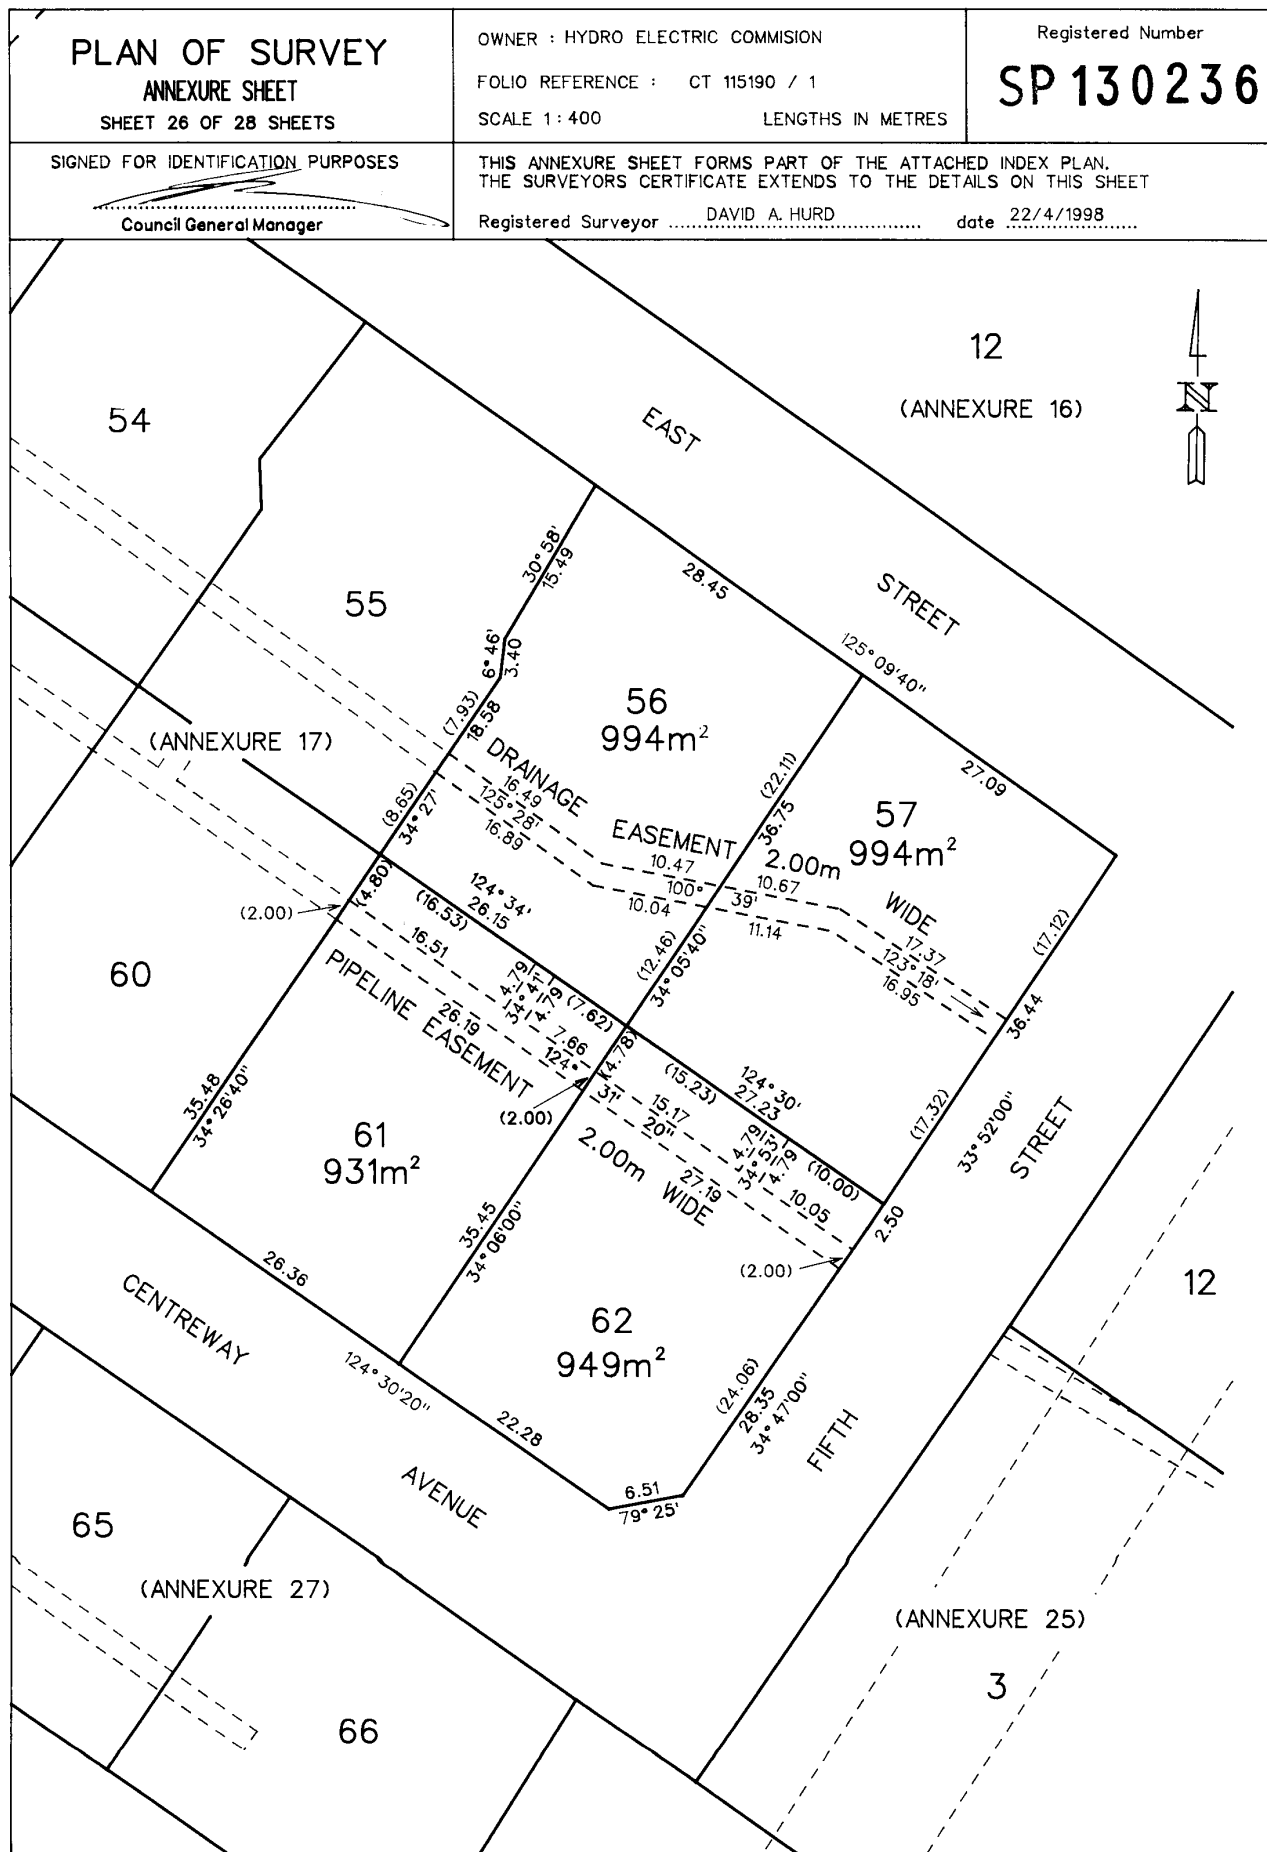 PLAN OF SURVEY
ANNEXURE SHEET
SHEET 26 OF 28 SHEETS
OWNER : HYDRO ELECTRIC COMMISION
FOLIO REFERENCE : CT 115190 / 1
SCALE 1 : 400 LENGTHS IN METRES
Registered Number
SP 130236
SIGNED FOR IDENTIFICATION PURPOSES
Council General Manager
THIS ANNEXURE SHEET FORMS PART OF THE ATTACHED INDEX PLAN.
THE SURVEYORS CERTIFICATE EXTENDS TO THE DETAILS ON THIS SHEET
Registered Surveyor DAVID A. HURD date 22/4/1998
12
(ANNEXURE 16)
N
54
EAST
STREET
30° 58'
15.49
28.45
125° 09'40"
55
6° 46'
3.40
56
994m²
(7.93)
18.58
(ANNEXURE 17)
DRAINAGE
EASEMENT
2.00m
WIDE
16.49
125° 28'
16.89
(22.11)
36.75
27.09
57
994m²
(8.65)
34° 27'
10.47
100°
10.04
10.67
39'
11.14
17.37
123° 18'
16.95
(17.12)
36.44
(4.80)
(2.00)
(16.53)
124° 34'
26.15
(12.46)
34° 05'40"
16.51
4.79
34° 41'
4.79
(7.62)
60
PIPELINE EASEMENT
26.19
7.66
124°
(4.78)
31'
(2.00)
(15.23)
124° 30'
27.23
15.17
20"
(17.32)
33° 52'00"
STREET
35.48
34° 26'40"
61
931m²
2.00m WIDE
27.19
4.79
34° 53'
4.79
(10.00)
10.05
2.50
(2.00)
35.45
34° 06'00"
26.36
CENTREWAY
124° 30'20"
62
949m²
12
(24.06)
28.35
34° 47'00"
FIFTH
22.28
6.51
79° 25'
AVENUE
65
(ANNEXURE 27)
(ANNEXURE 25)
3
66